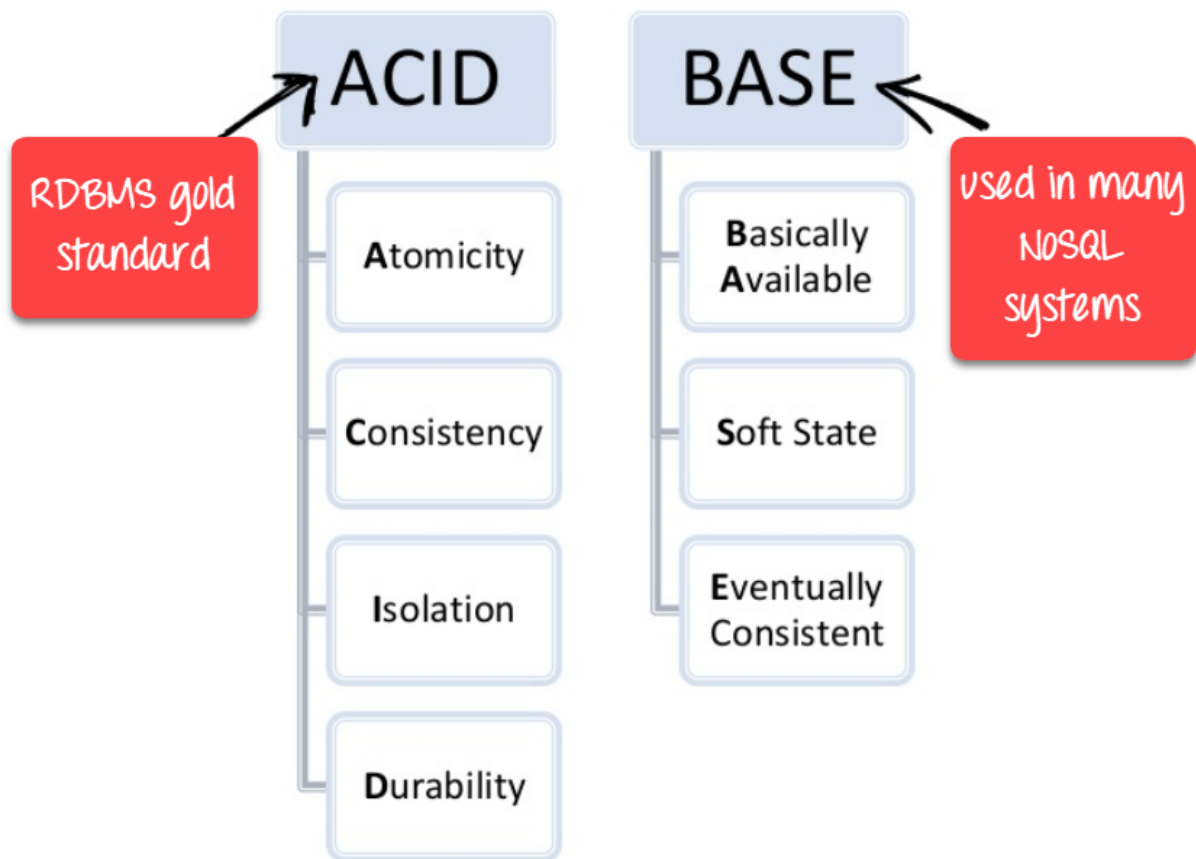 ACID
BASE
RDBMS gold
standard
used in many
NOSQL
systems
Atomicity
Consistency
Isolation
Durability
Basically
Available
Soft State
Eventually
Consistent